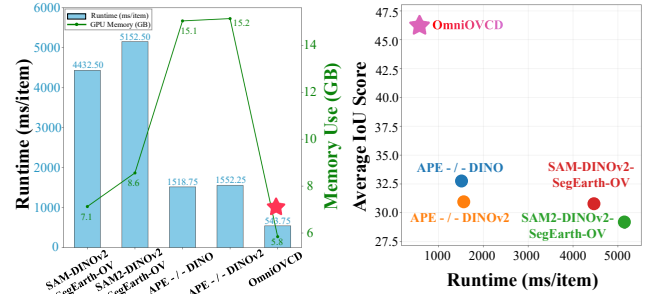 6000
5000
4000
3000
2000
1000
0
Runtime (ms/item)
Runtime (ms/item)
GPU Memory (GB)
4432.50
5152.50
1518.75
1552.25
543.75
7.1
8.6
15.1
15.2
5.8
14
12
10
8
6
Memory Use (GB)
SAM-DINOv2
SegEarth-OV
SAM2-DINOv2
SegEarth-OV
APE - / - DINO
APE - / - DINOv2
OmniOVCD
47.5
45.0
42.5
40.0
37.5
35.0
32.5
30.0
27.5
Average IoU Score
OmniOVCD
APE - / - DINO
APE - / - DINOv2
SAM-DINOv2-
SegEarth-OV
SAM2-DINOv2-
SegEarth-OV
1000
2000
3000
4000
5000
Runtime (ms/item)